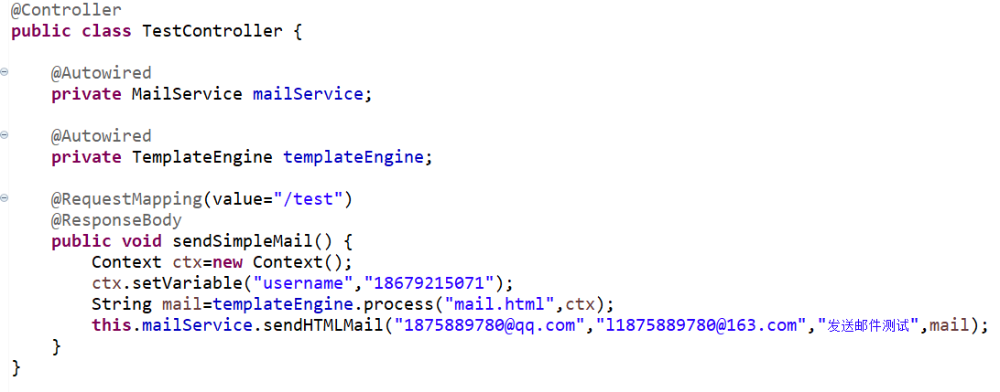 @Controller
public class TestController {
@Autowired
private MailService mailService;
@Autowired
private TemplateEngine templateEngine;
@RequestMapping(value="/test")
@ResponseBody
public void sendSimpleMail() {
Context ctx=new Context();
ctx.setVariable("username","18679215071");
String mail=templateEngine.process("mail.html",ctx);
this.mailService.sendHTMLMail("1875889780@qq.com","l1875889780@163.com","发送邮件测试",mail);
}
}